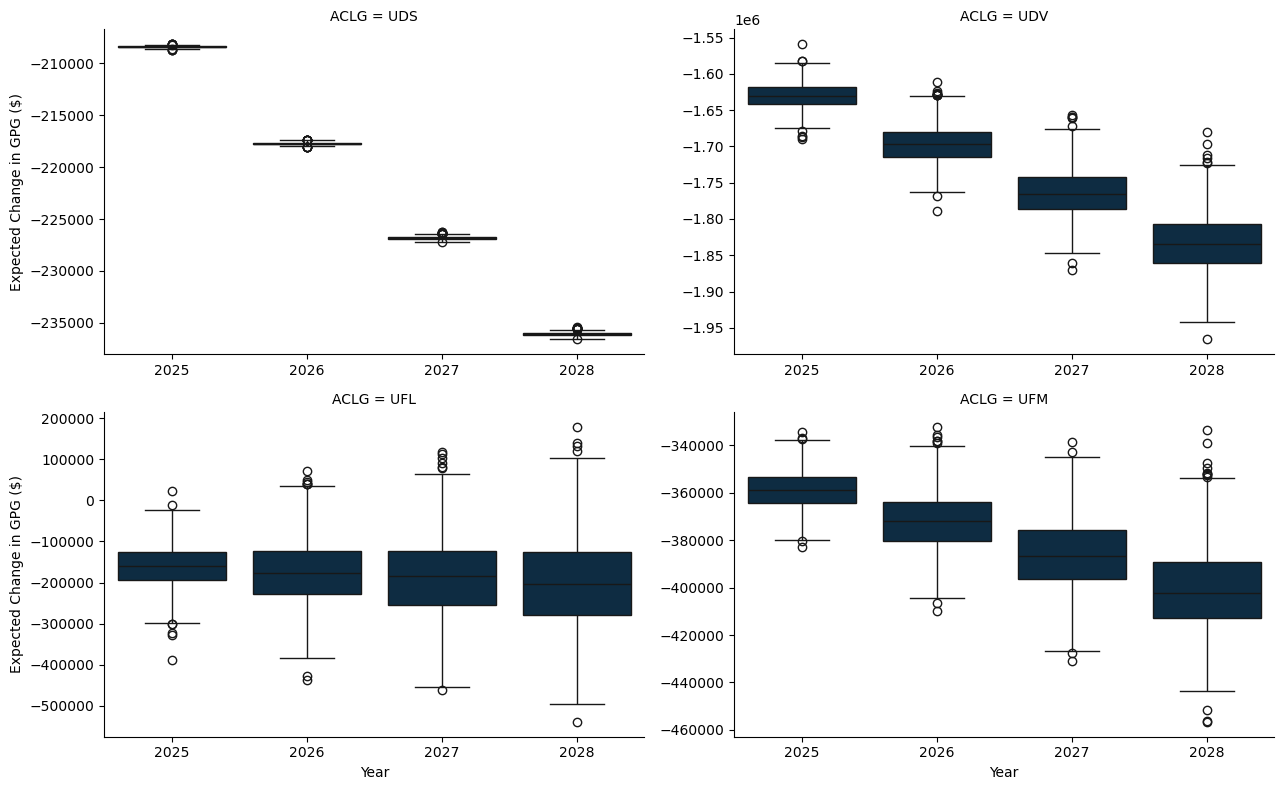 ACLG = UDS
Expected Change in GPG ($)
−210000
−215000
−220000
−225000
−230000
−235000
2025 2026 2027 2028
ACLG = UDV
1e6
−1.55
−1.60
−1.65
−1.70
−1.75
−1.80
−1.85
−1.90
−1.95
2025 2026 2027 2028
ACLG = UFL
Expected Change in GPG ($)
200000
100000
0
−100000
−200000
−300000
−400000
−500000
2025 2026 2027 2028
Year
ACLG = UFM
−340000
−360000
−380000
−400000
−420000
−440000
−460000
2025 2026 2027 2028
Year